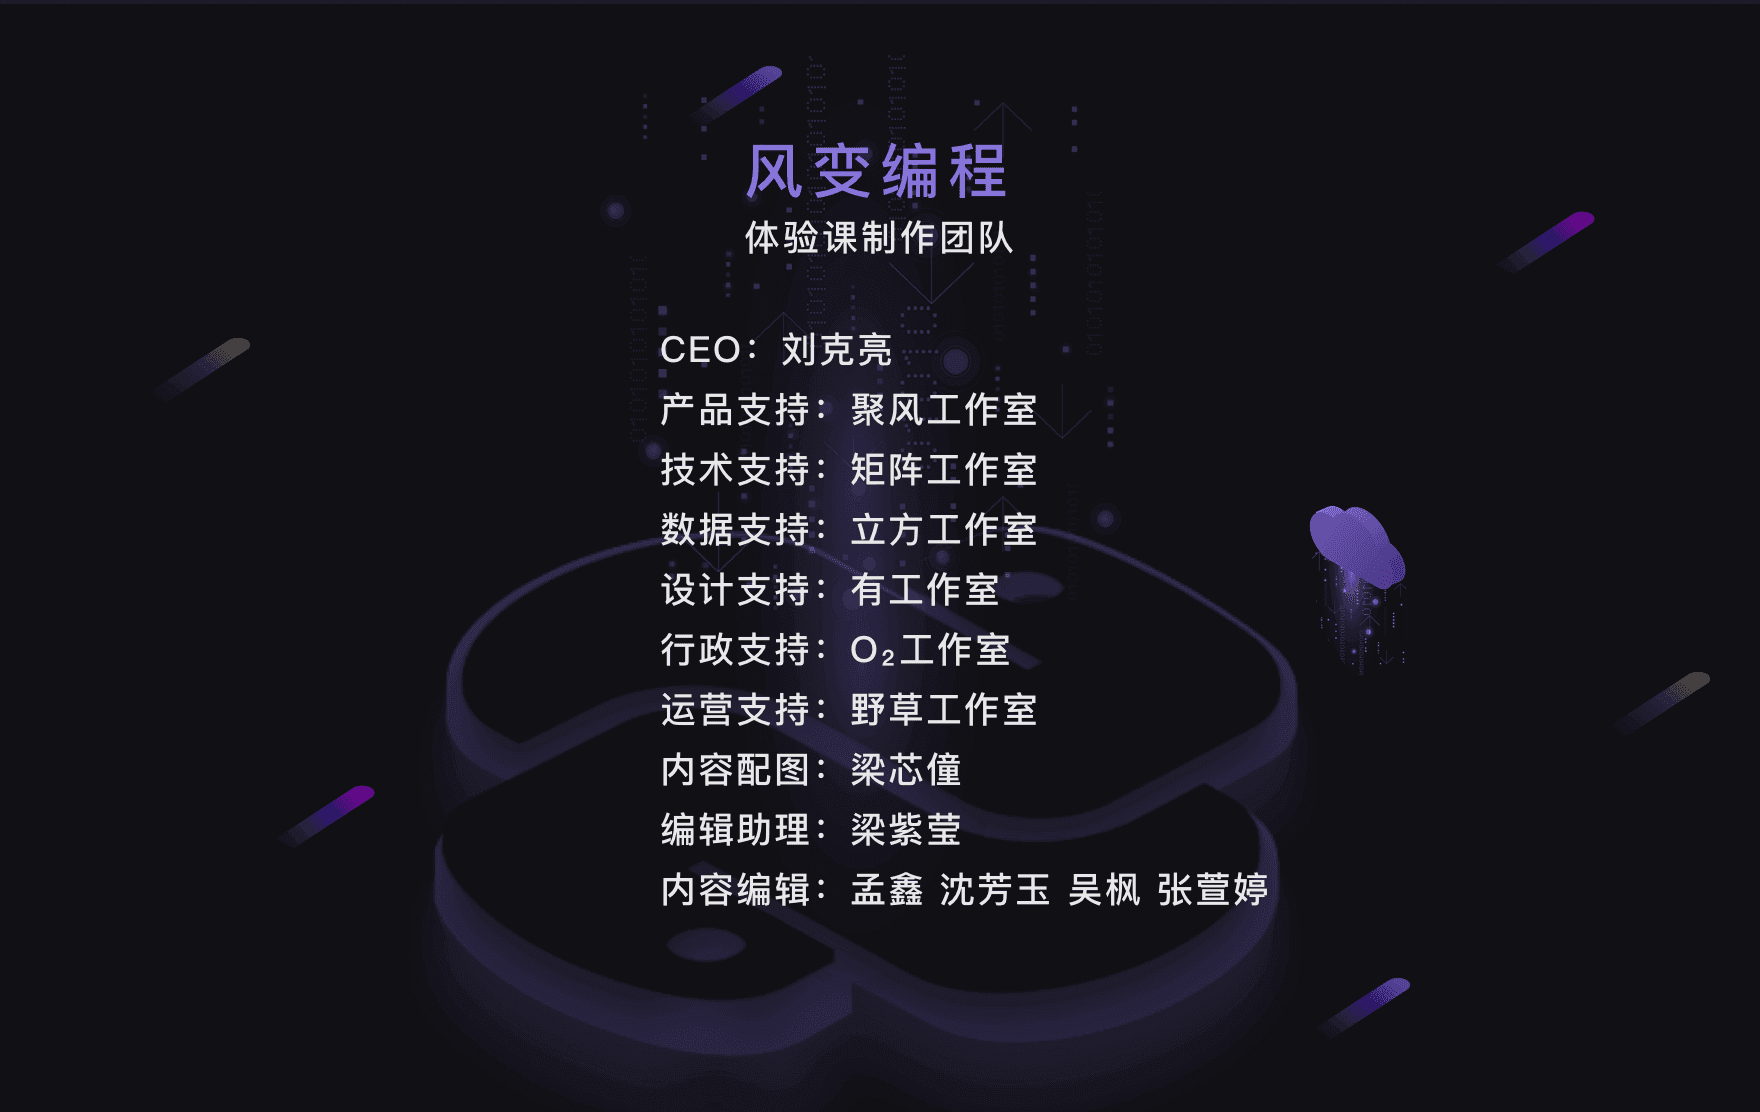 风变编程
体验课制作团队
CEO：刘克亮
产品支持：聚风工作室
技术支持：矩阵工作室
数据支持：立方工作室
设计支持：有工作室
行政支持：O₂工作室
运营支持：野草工作室
内容配图：梁芯僮
编辑助理：梁紫莹
内容编辑：孟鑫 沈芳玉 吴枫 张萱婷